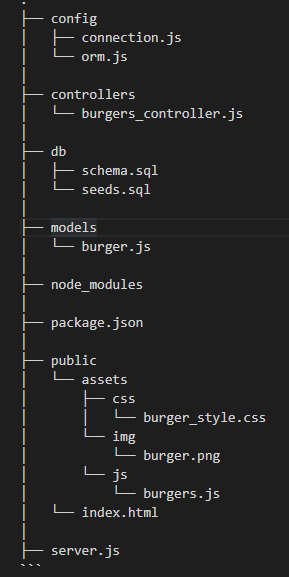 .
├── config
│   ├── connection.js
│   └── orm.js
│
├── controllers
│   └── burgers_controller.js
│
├── db
│   ├── schema.sql
│   └── seeds.sql
│
├── models
│   └── burger.js
│
├── node_modules
│
├── package.json
│
├── public
│   └── assets
│       ├── css
│       │   └── burger_style.css
│       └── img
│           └── burger.png
│       └── js
│           └── burgers.js
│   └── index.html
│
├── server.js
```